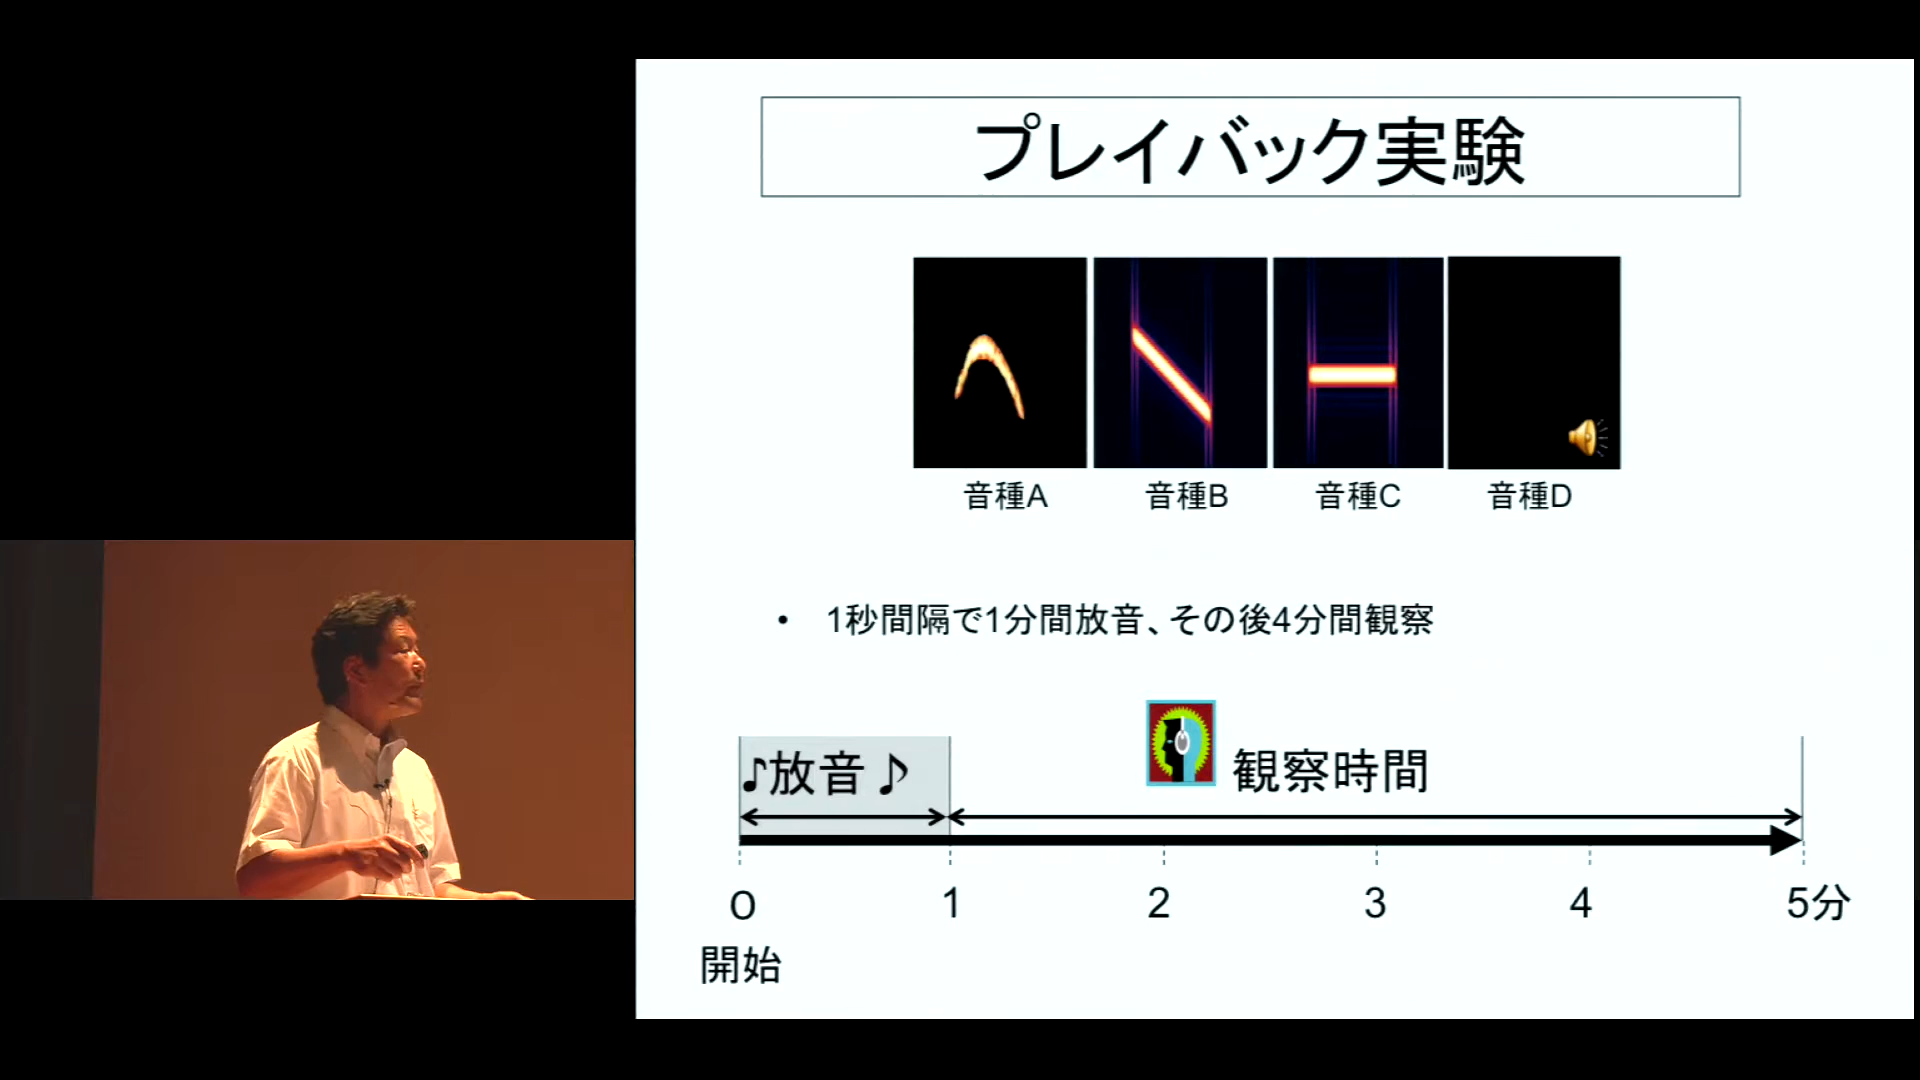 プレイバック実験
音種A 音種B 音種C 音種D
• 1秒間隔で1分間放音、その後4分間観察
♪放音♪ 観察時間
0 1 2 3 4 5分
開始